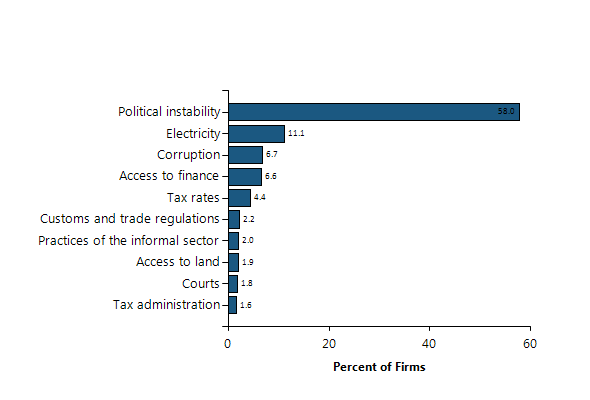 Political instability 58.0
Electricity 11.1
Corruption 6.7
Access to finance 6.6
Tax rates 4.4
Customs and trade regulations 2.2
Practices of the informal sector 2.0
Access to land 1.9
Courts 1.8
Tax administration 1.6
0 20 40 60
Percent of Firms